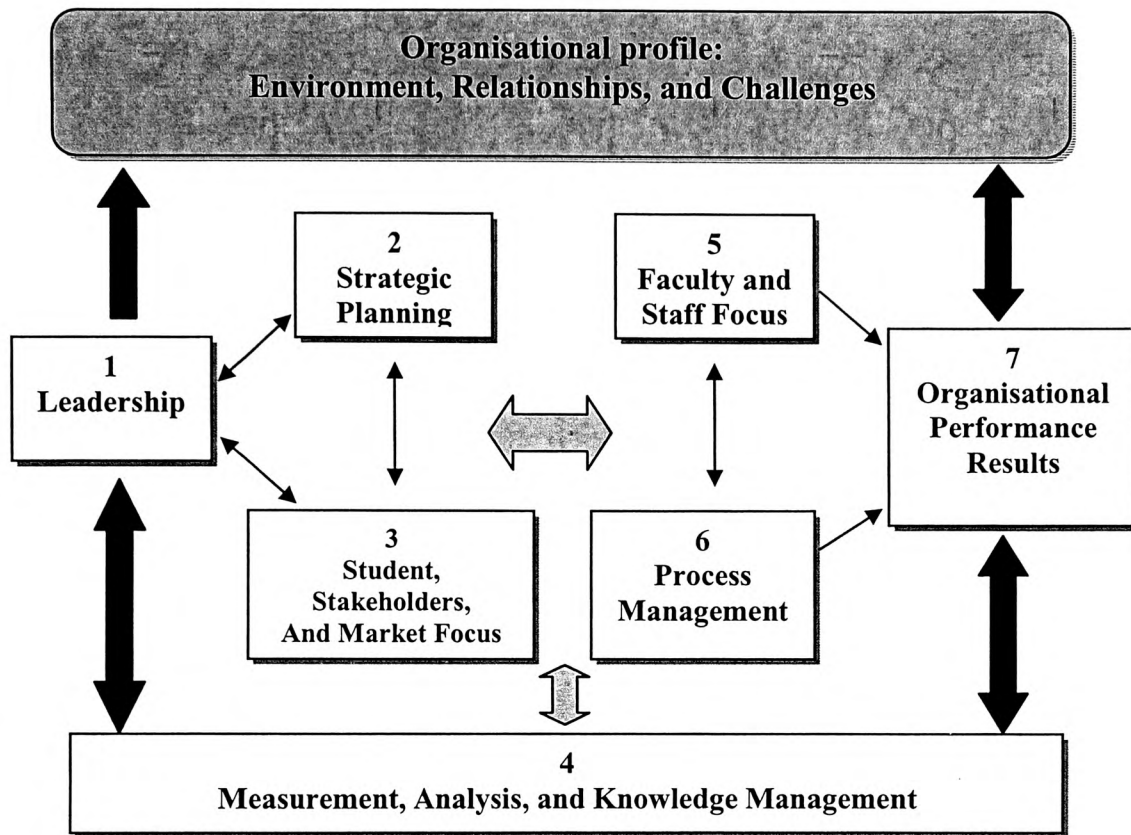 Organisational profile:
Environment, Relationships, and Challenges
1
Leadership
2
Strategic
Planning
3
Student,
Stakeholders,
And Market Focus
5
Faculty and
Staff Focus
6
Process
Management
7
Organisational
Performance
Results
4
Measurement, Analysis, and Knowledge Management